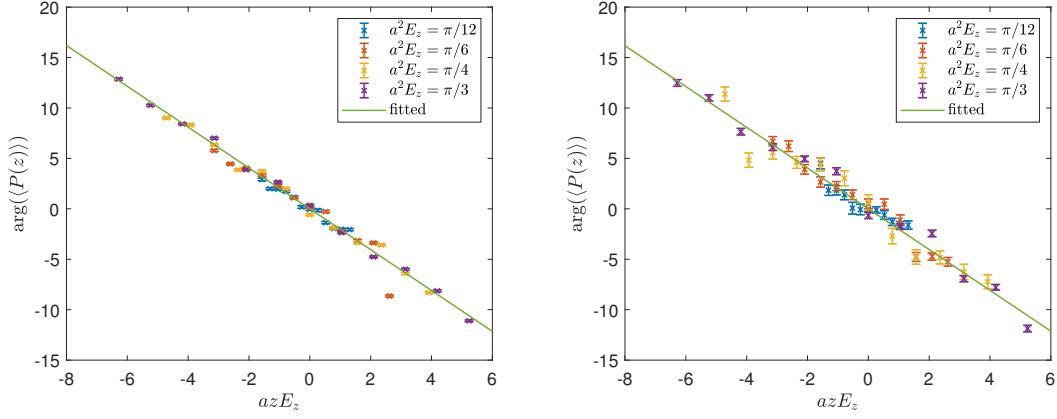 20
15
10
5
0
-5
-10
-15
-8
-6
-4
-2
0
2
4
6
azE_z
arg(⟨P(z)⟩)
a²E_z = π/12
a²E_z = π/6
a²E_z = π/4
a²E_z = π/3
fitted
20
15
10
5
0
-5
-10
-15
-8
-6
-4
-2
0
2
4
6
azE_z
arg(⟨P(z)⟩)
a²E_z = π/12
a²E_z = π/6
a²E_z = π/4
a²E_z = π/3
fitted